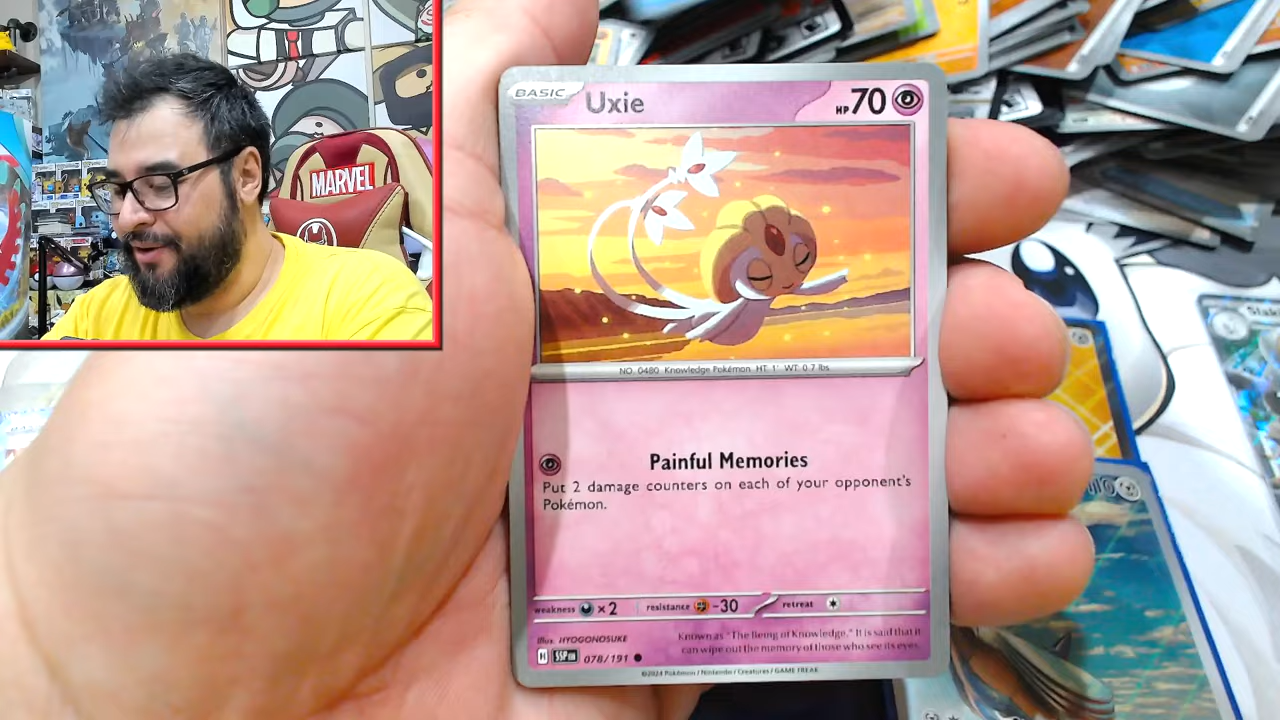 MARVEL
BASIC Uxie HP 70
NO. 0480 Knowledge Pokémon HT: 1' WT: 0.7 lbs
Painful Memories
Put 2 damage counters on each of your opponent's
Pokémon.
weakness ×2 resistance -30 retreat
Illus. HYOGONOSUKE
Known as "The Being of Knowledge." It is said that it
can wipe out the memory of those who see its eyes.
H SSP EN 078/191
©2024 Pokémon / Nintendo / Creatures / GAME FREAK